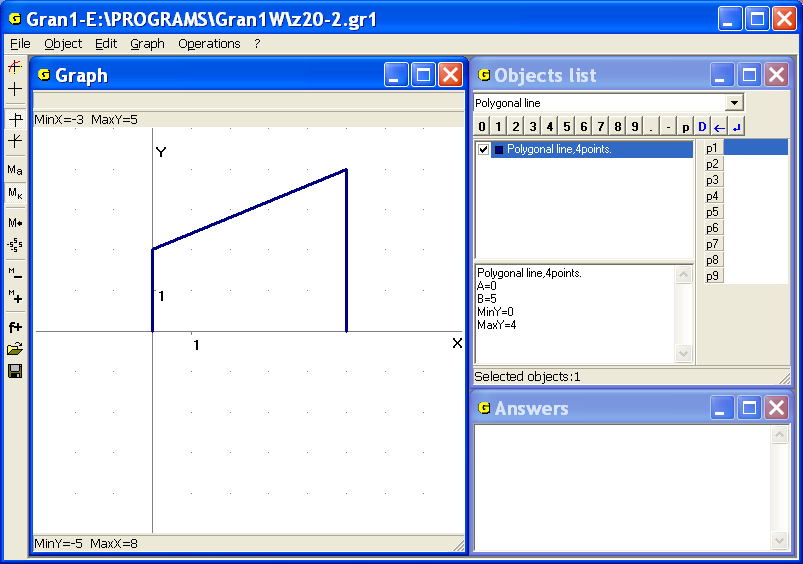 Gran1-E:\PROGRAMS\Gran1W\z20-2.gr1
File Object Edit Graph Operations ?
Graph
MinX=-3 MaxY=5
Y
1
1
X
MinY=-5 MaxX=8
Ma
Mк
M
M
M
f+
Objects list
Polygonal line
0 1 2 3 4 5 6 7 8 9 . - p D ← ↲
Polygonal line,4points.
p1
p2
p3
p4
p5
p6
p7
p8
p9
Polygonal line,4points.
A=0
B=5
MinY=0
MaxY=4
Selected objects:1
Answers